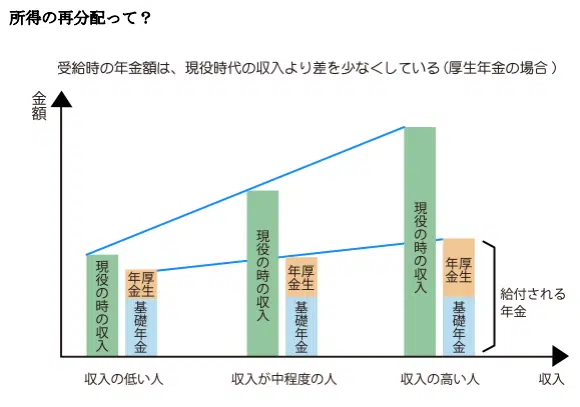 所得の再分配って？
受給時の年金額は、現役時代の収入より差を少なくしている(厚生年金の場合)
金額
現役の時の収入
厚生年金
基礎年金
現役の時の収入
厚生年金
基礎年金
現役の時の収入
厚生年金
基礎年金
給付される
年金
収入の低い人
収入が中程度の人
収入の高い人
収入